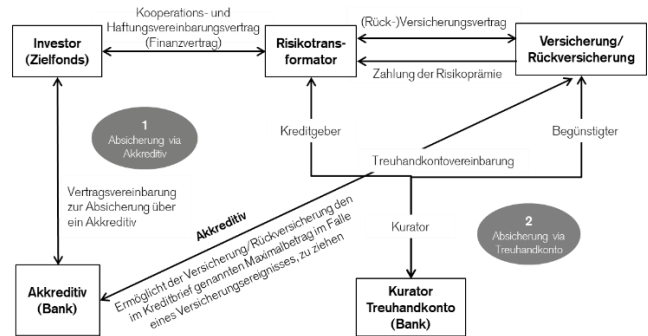 Kooperations- und
Haftungsvereinbarungsvertrag
(Finanzvertrag)
(Rück-)Versicherungsvertrag
Investor
(Zielfonds)
Risikotrans-
formator
Versicherung/
Rückversicherung
Zahlung der Risikoprämie
1
Absicherung via
Akkreditiv
Kreditgeber
Begünstigter
Treuhandkontovereinbarung
Vertragsvereinbarung
zur Absicherung über
ein Akkreditiv
Akkreditiv
Ermöglicht der Versicherung/Rückversicherung den
im Kreditbrief genannten Maximalbetrag im Falle
eines Versicherungsereignisses, zu ziehen
Kurator
2
Absicherung via
Treuhandkonto
Akkreditiv
(Bank)
Kurator
Treuhandkonto
(Bank)